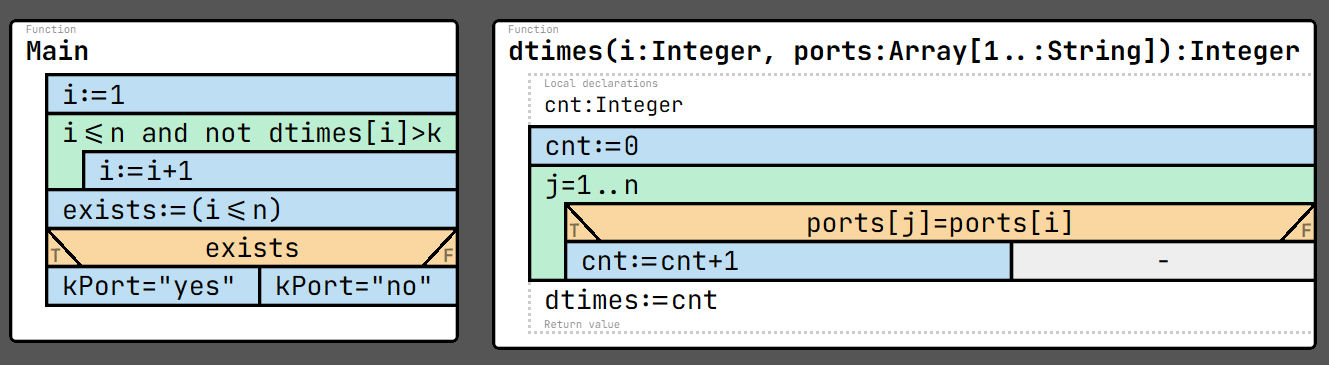 Function
Main
i:=1
i≤n and not dtimes[i]>k
i:=i+1
exists:=(i≤n)
T
exists
F
kPort="yes"
kPort="no"
Function
dtimes(i:Integer, ports:Array[1..:String]):Integer
Local declarations
cnt:Integer
cnt:=0
j=1..n
T
ports[j]=ports[i]
F
cnt:=cnt+1
-
dtimes:=cnt
Return value